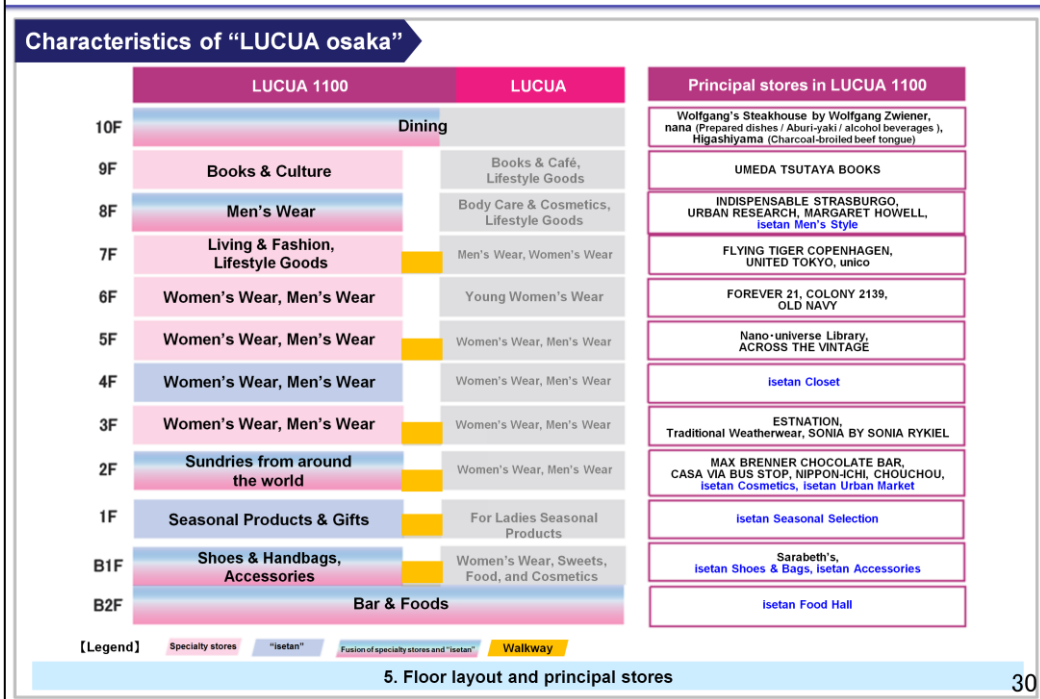 Characteristics of “LUCUA osaka”
LUCUA 1100
LUCUA
Principal stores in LUCUA 1100
10F
Dining
Wolfgang's Steakhouse by Wolfgang Zwiener,
nana (Prepared dishes / Aburi-yaki / alcohol beverages ),
Higashiyama (Charcoal-broiled beef tongue)
9F
Books & Culture
Books & Café,
Lifestyle Goods
UMEDA TSUTAYA BOOKS
8F
Men's Wear
Body Care & Cosmetics,
Lifestyle Goods
INDISPENSABLE STRASBURGO,
URBAN RESEARCH, MARGARET HOWELL,
isetan Men's Style
7F
Living & Fashion,
Lifestyle Goods
Men's Wear, Women's Wear
FLYING TIGER COPENHAGEN,
UNITED TOKYO, unico
6F
Women's Wear, Men's Wear
Young Women's Wear
FOREVER 21, COLONY 2139,
OLD NAVY
5F
Women's Wear, Men's Wear
Women's Wear, Men's Wear
Nano・universe Library,
ACROSS THE VINTAGE
4F
Women's Wear, Men's Wear
Women's Wear, Men's Wear
isetan Closet
3F
Women's Wear, Men's Wear
Women's Wear, Men's Wear
ESTNATION,
Traditional Weatherwear, SONIA BY SONIA RYKIEL
2F
Sundries from around
the world
Women's Wear, Men's Wear
MAX BRENNER CHOCOLATE BAR,
CASA VIA BUS STOP, NIPPON-ICHI, CHOUCHOU,
isetan Cosmetics, isetan Urban Market
1F
Seasonal Products & Gifts
For Ladies Seasonal
Products
isetan Seasonal Selection
B1F
Shoes & Handbags,
Accessories
Women's Wear, Sweets,
Food, and Cosmetics
Sarabeth's,
isetan Shoes & Bags, isetan Accessories
B2F
Bar & Foods
isetan Food Hall
【Legend】
Specialty stores
“isetan”
Fusion of specialty stores and “isetan”
Walkway
5. Floor layout and principal stores
30